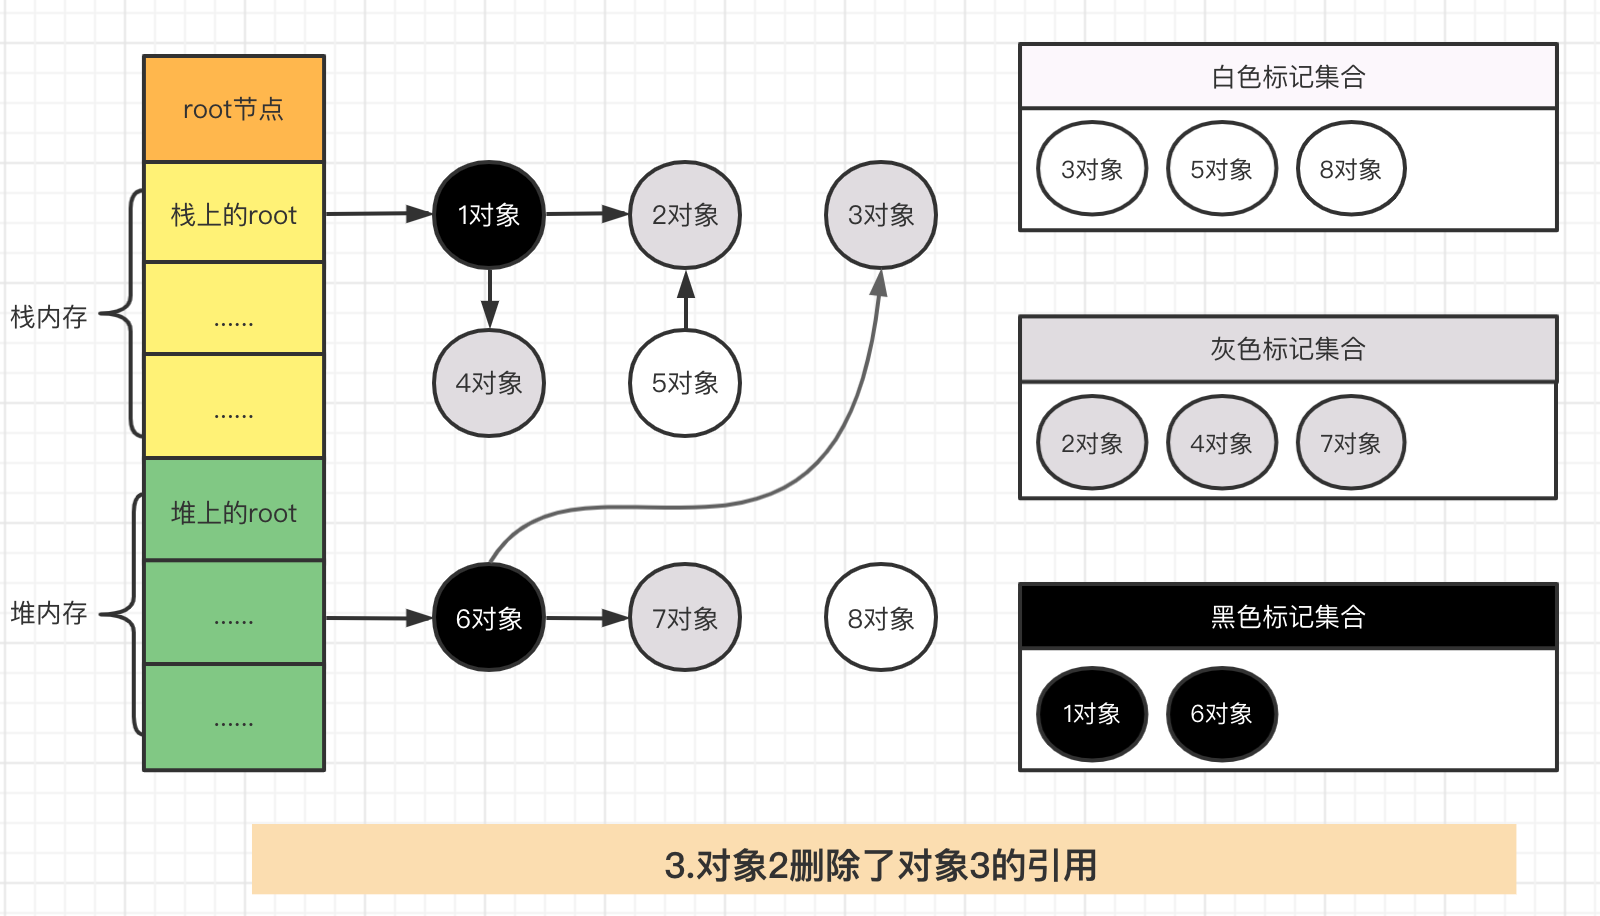 root节点
栈上的root
......
......
堆上的root
......
......
栈内存
堆内存
1对象
2对象
3对象
4对象
5对象
6对象
7对象
8对象
白色标记集合
3对象
5对象
8对象
灰色标记集合
2对象
4对象
7对象
黑色标记集合
1对象
6对象
3.对象2删除了对象3的引用